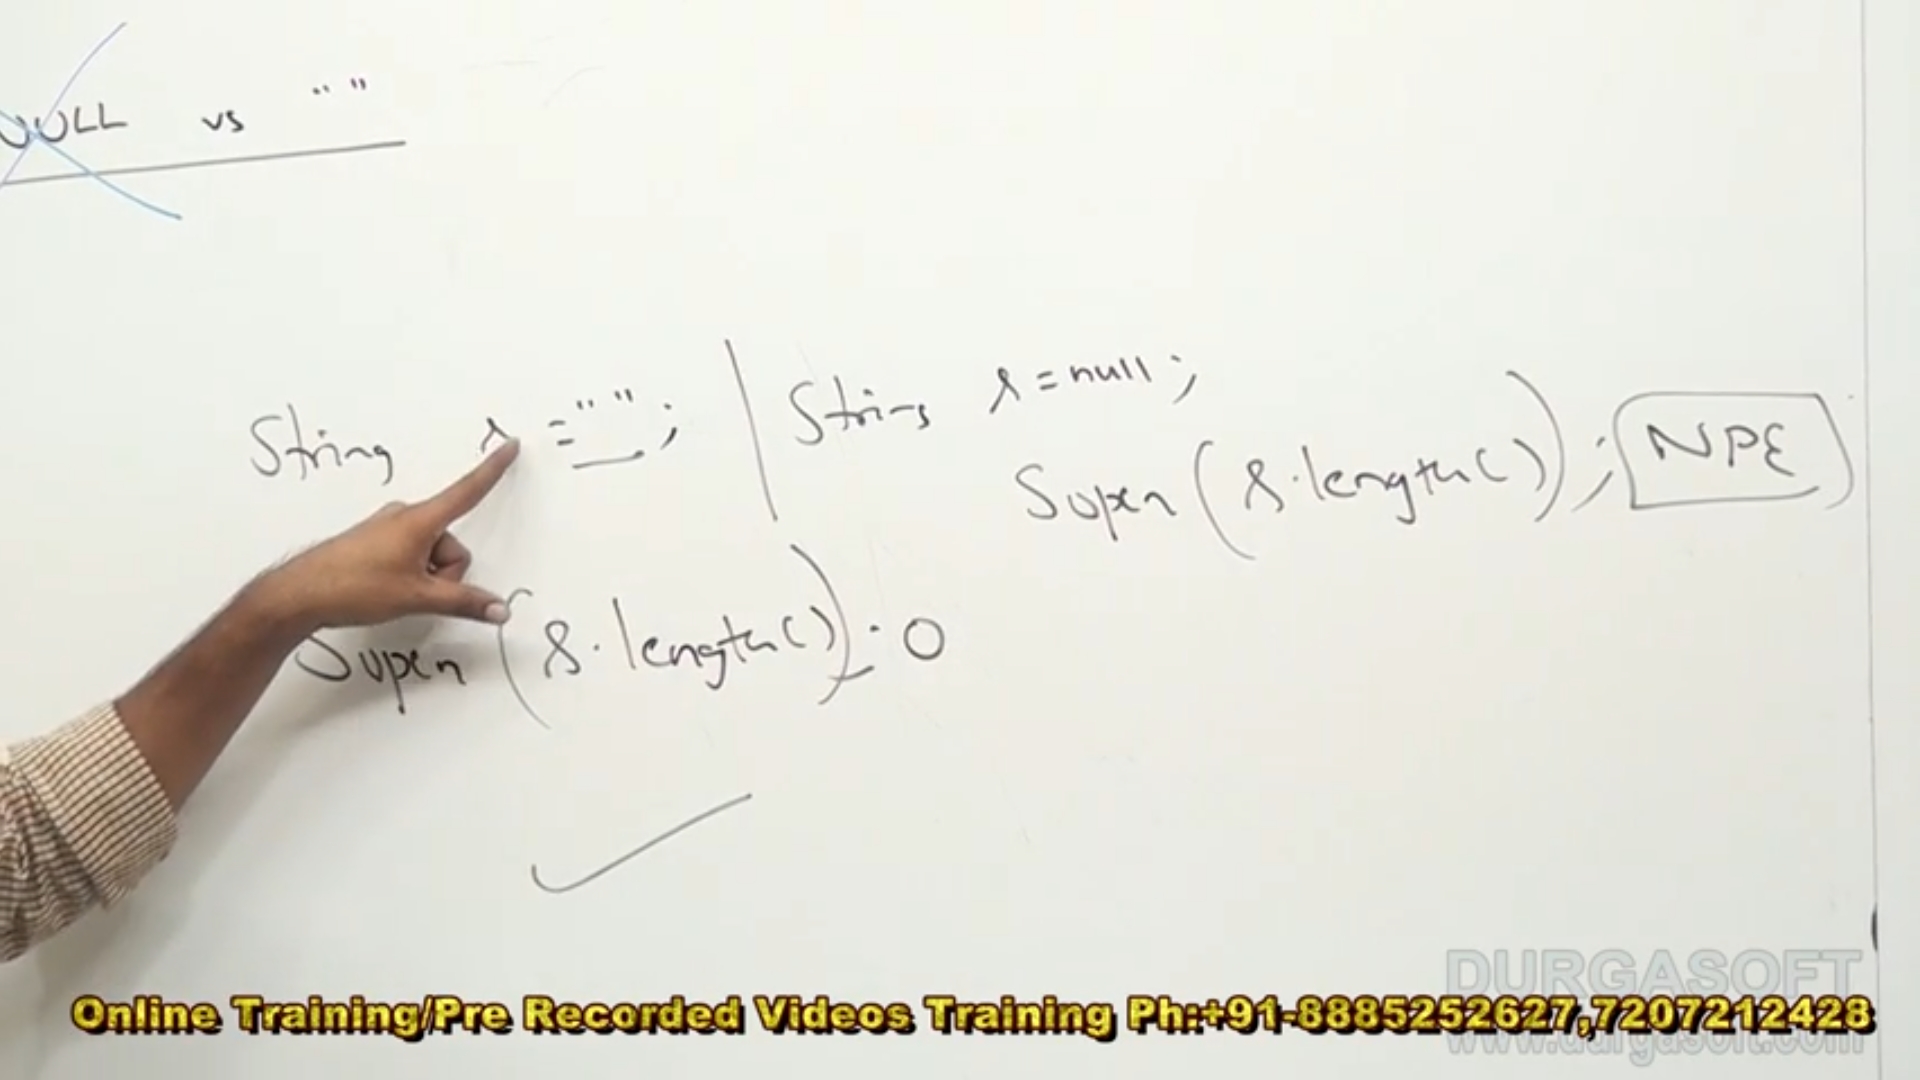 NULL vs " "
String s = " ";
String s = null;
Sopln (s.length()); NPE
Sopln (s.length()); 0
DURGASOFT
Online Training/Pre Recorded Videos Training Ph:+91-8885252627,7207212428
www.durgasoft.com